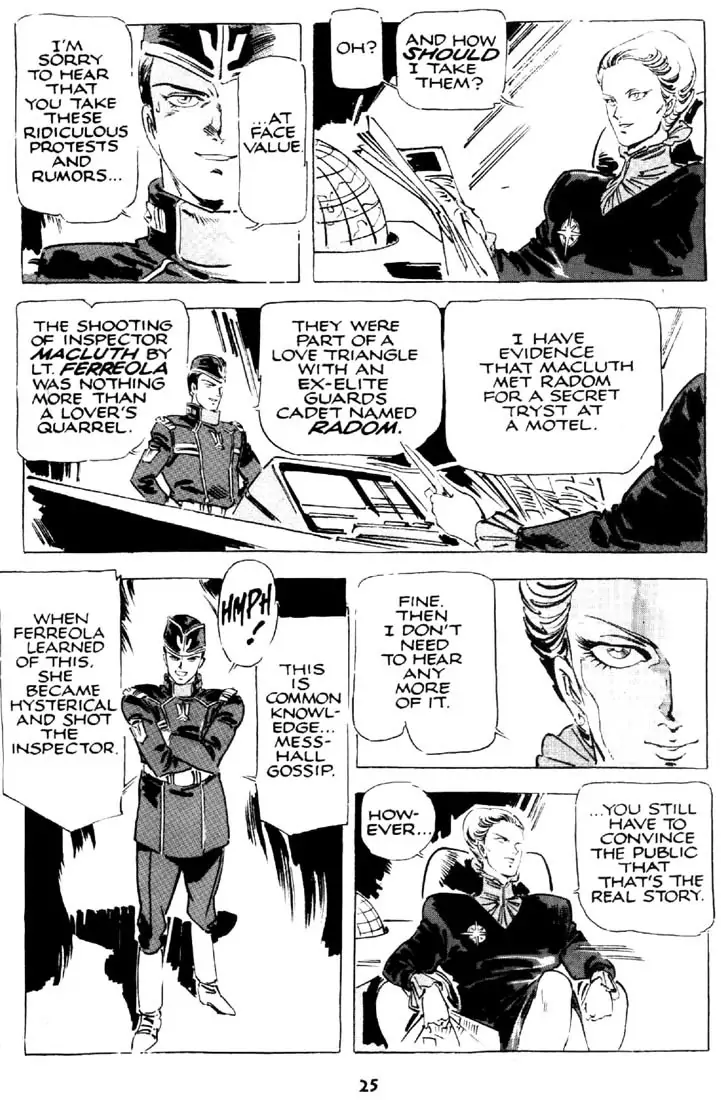 I'M
SORRY
TO HEAR
THAT
YOU TAKE
THESE
RIDICULOUS
PROTESTS
AND
RUMORS...
...AT
FACE
VALUE.
OH?
AND HOW
SHOULD
I TAKE
THEM?
THE SHOOTING
OF INSPECTOR
MACLUTH BY
LT. FERREOLA
WAS NOTHING
MORE THAN
A LOVER'S
QUARREL.
THEY WERE
PART OF A
LOVE TRIANGLE
WITH AN
EX-ELITE
GUARDS
CADET NAMED
RADOM.
I HAVE
EVIDENCE
THAT MACLUTH
MET RADOM
FOR A SECRET
TRYST AT
A MOTEL.
WHEN
FERREOLA
LEARNED
OF THIS,
SHE
BECAME
HYSTERICAL
AND SHOT
THE
INSPECTOR.
HMPH
!
THIS
IS
COMMON
KNOWL-
EDGE...
MESS-
HALL
GOSSIP.
FINE.
THEN
I DON'T
NEED
TO HEAR
ANY
MORE
OF IT.
HOW-
EVER...
...YOU STILL
HAVE TO
CONVINCE
THE PUBLIC
THAT
THAT'S THE
REAL STORY.
25